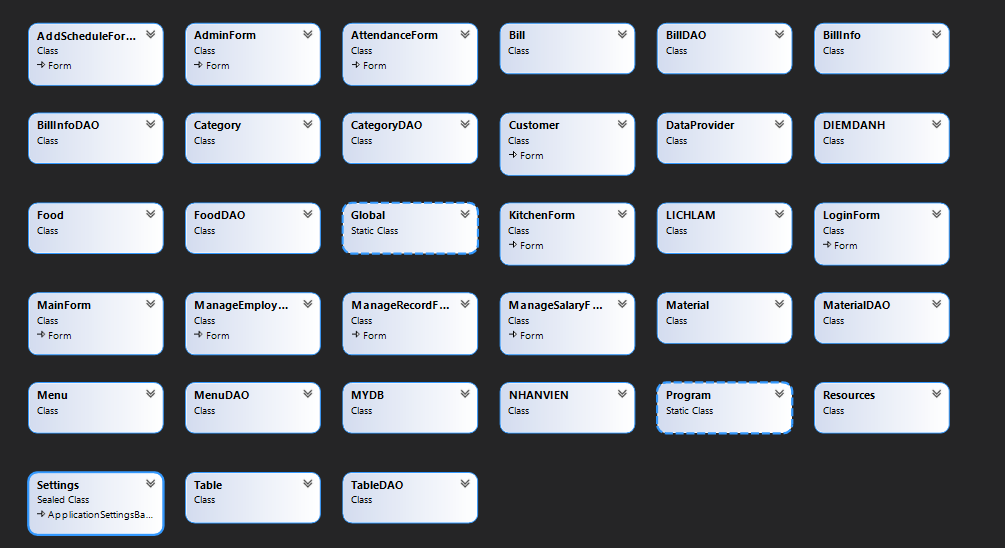 AddScheduleFor...
Class
Form
AdminForm
Class
Form
AttendanceForm
Class
Form
Bill
Class
BillDAO
Class
BillInfo
Class
BillInfoDAO
Class
Category
Class
CategoryDAO
Class
Customer
Class
Form
DataProvider
Class
DIEMDANH
Class
Food
Class
FoodDAO
Class
Global
Static Class
KitchenForm
Class
Form
LICHLAM
Class
LoginForm
Class
Form
MainForm
Class
Form
ManageEmploy...
Class
Form
ManageRecordF...
Class
Form
ManageSalaryF...
Class
Form
Material
Class
MaterialDAO
Class
Menu
Class
MenuDAO
Class
MYDB
Class
NHANVIEN
Class
Program
Static Class
Resources
Class
Settings
Sealed Class
ApplicationSettingsBa...
Table
Class
TableDAO
Class